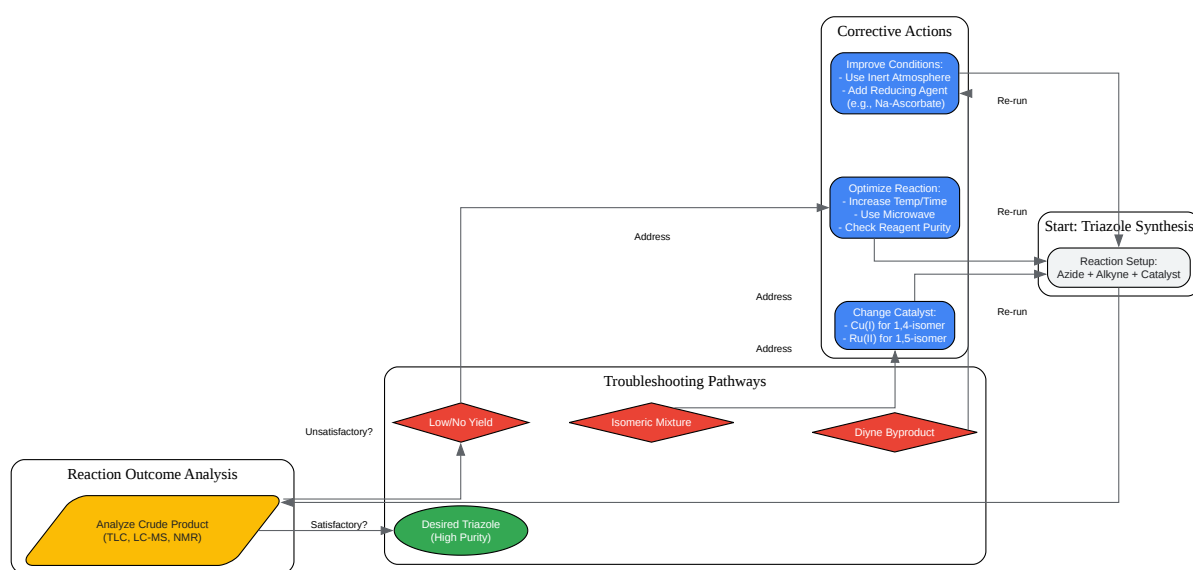 Corrective Actions
Improve Conditions:
- Use Inert Atmosphere
- Add Reducing Agent
(e.g., Na-Ascorbate)
Re-run
Optimize Reaction:
- Increase Temp/Time
- Use Microwave
- Check Reagent Purity
Re-run
Address
Start: Triazole Synthesis
Reaction Setup:
Azide + Alkyne + Catalyst
Address
Change Catalyst:
- Cu(I) for 1,4-isomer
- Ru(II) for 1,5-isomer
Re-run
Address
Troubleshooting Pathways
Low/No Yield
Isomeric Mixture
Diyne Byproduct
Unsatisfactory?
Reaction Outcome Analysis
Analyze Crude Product
(TLC, LC-MS, NMR)
Satisfactory?
Desired Triazole
(High Purity)